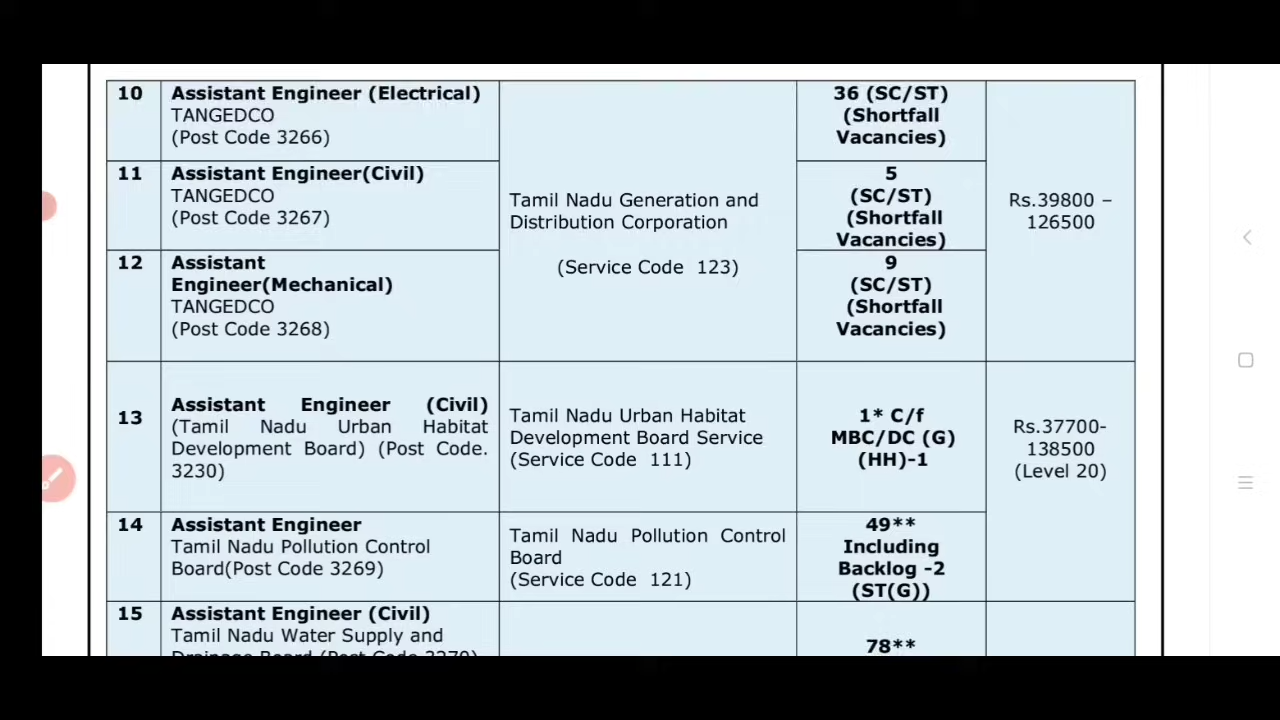 10
Assistant Engineer (Electrical)
TANGEDCO
(Post Code 3266)
36 (SC/ST)
(Shortfall
Vacancies)
11
Assistant Engineer(Civil)
TANGEDCO
(Post Code 3267)
Tamil Nadu Generation and
Distribution Corporation
(Service Code 123)
5
(SC/ST)
(Shortfall
Vacancies)
Rs.39800 –
126500
12
Assistant
Engineer(Mechanical)
TANGEDCO
(Post Code 3268)
9
(SC/ST)
(Shortfall
Vacancies)
13
Assistant Engineer (Civil)
(Tamil Nadu Urban Habitat
Development Board) (Post Code.
3230)
Tamil Nadu Urban Habitat
Development Board Service
(Service Code 111)
1* C/f
MBC/DC (G)
(HH)-1
Rs.37700-
138500
(Level 20)
14
Assistant Engineer
Tamil Nadu Pollution Control
Board(Post Code 3269)
Tamil Nadu Pollution Control
Board
(Service Code 121)
49**
Including
Backlog -2
(ST(G))
15
Assistant Engineer (Civil)
Tamil Nadu Water Supply and
Drainage Board (Post Code 3270)
78**